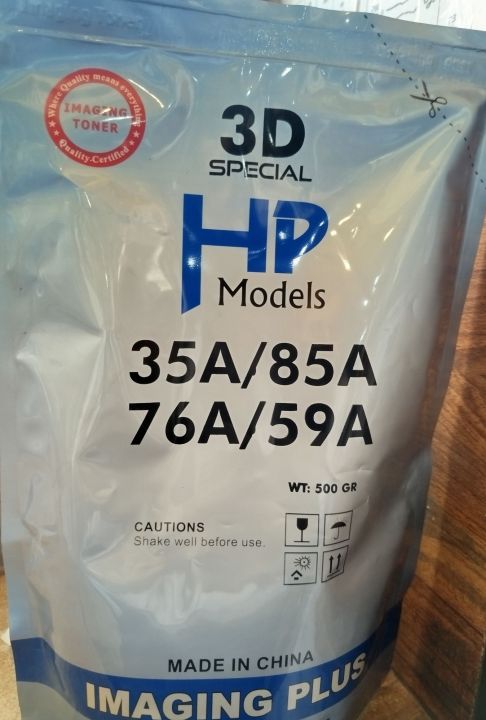 Where Quality means everything
IMAGING
TONER
Quality.Certified
3D
SPECIAL
HP
Models
35A/85A
76A/59A
WT: 500 GR
CAUTIONS
Shake well before use.
MADE IN CHINA
IMAGING PLUS